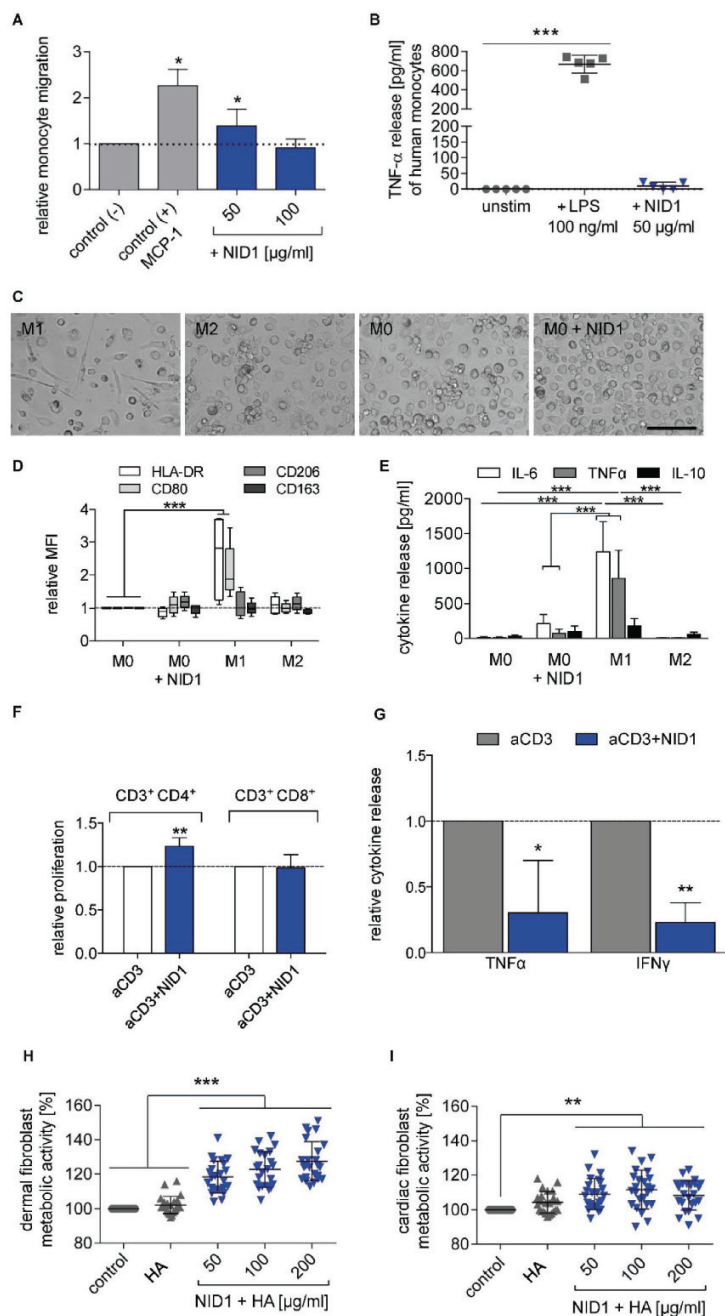 A
relative monocyte migration
3
2
1
0
*
*
control (-)
control (+)
MCP-1
50
100
+ NID1 [µg/ml]
B
TNF-α release [pg/ml]
of human monocytes
800
600
400
200
150
100
50
0
***
unstim
+ LPS
100 ng/ml
+ NID1
50 µg/ml
C
M1
M2
M0
M0 + NID1
D
HLA-DR
CD80
CD206
CD163
relative MFI
4
3
2
1
0
***
M0
M0
+ NID1
M1
M2
E
IL-6
TNFα
IL-10
cytokine release [pg/ml]
2000
1500
1000
500
0
***
***
***
***
***
M0
M0
+ NID1
M1
M2
F
CD3+ CD4+
CD3+ CD8+
relative proliferation
1.5
1.0
0.5
0.0
**
aCD3
aCD3+NID1
aCD3
aCD3+NID1
G
aCD3
aCD3+NID1
relative cytokine release
1.5
1.0
0.5
0.0
*
**
TNFα
IFNγ
H
dermal fibroblast
metabolic activity [%]
160
140
120
100
80
***
control
HA
50
100
200
NID1 + HA [µg/ml]
I
cardiac fibroblast
metabolic activity [%]
160
140
120
100
80
**
control
HA
50
100
200
NID1 + HA [µg/ml]